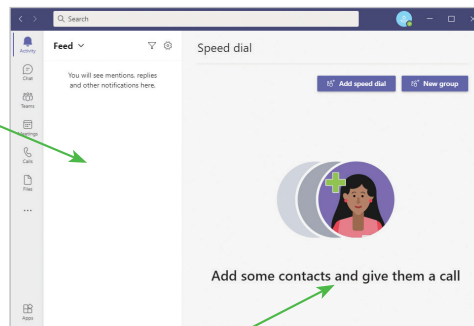 Search
Activity
Chat
Teams
Meetings
Calls
Files
...
Apps
Feed
You will see mentions, replies
and other notifications here.
Speed dial
Add speed dial
New group
Add some contacts and give them a call